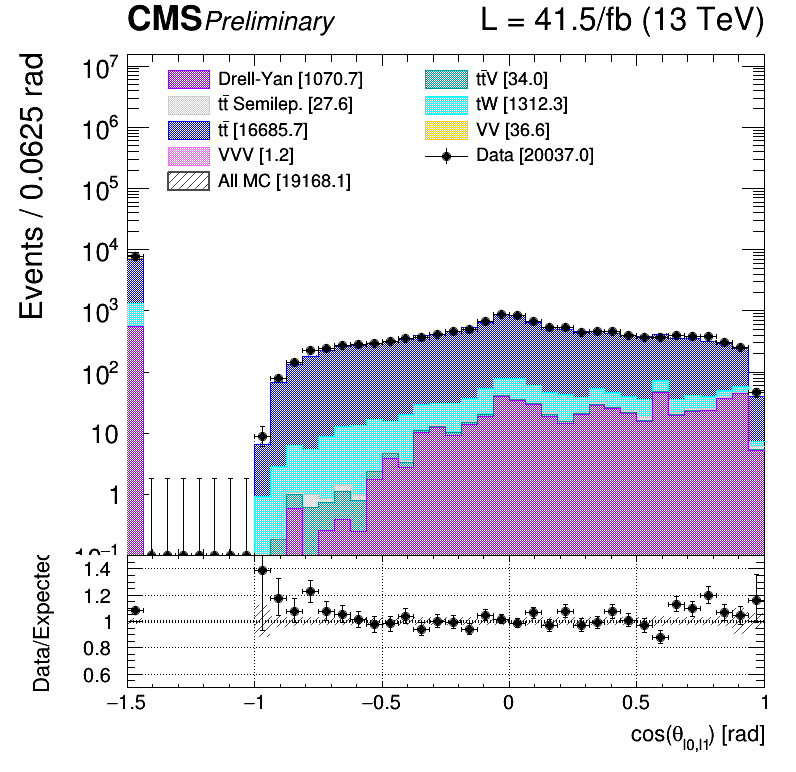 CMS Preliminary L = 41.5/fb (13 TeV)
Events / 0.0625 rad
10⁷
10⁶
10⁵
10⁴
10³
10²
10
1
10⁻¹
Drell-Yan [1070.7]
tt̄ Semilep. [27.6]
tt̄ [16685.7]
VVV [1.2]
All MC [19168.1]
tt̄V [34.0]
tW [1312.3]
VV [36.6]
Data [20037.0]
Data/Expected
1.4
1.2
1
0.8
0.6
−1.5 −1 −0.5 0 0.5 1
cos(θ_l0,l1) [rad]